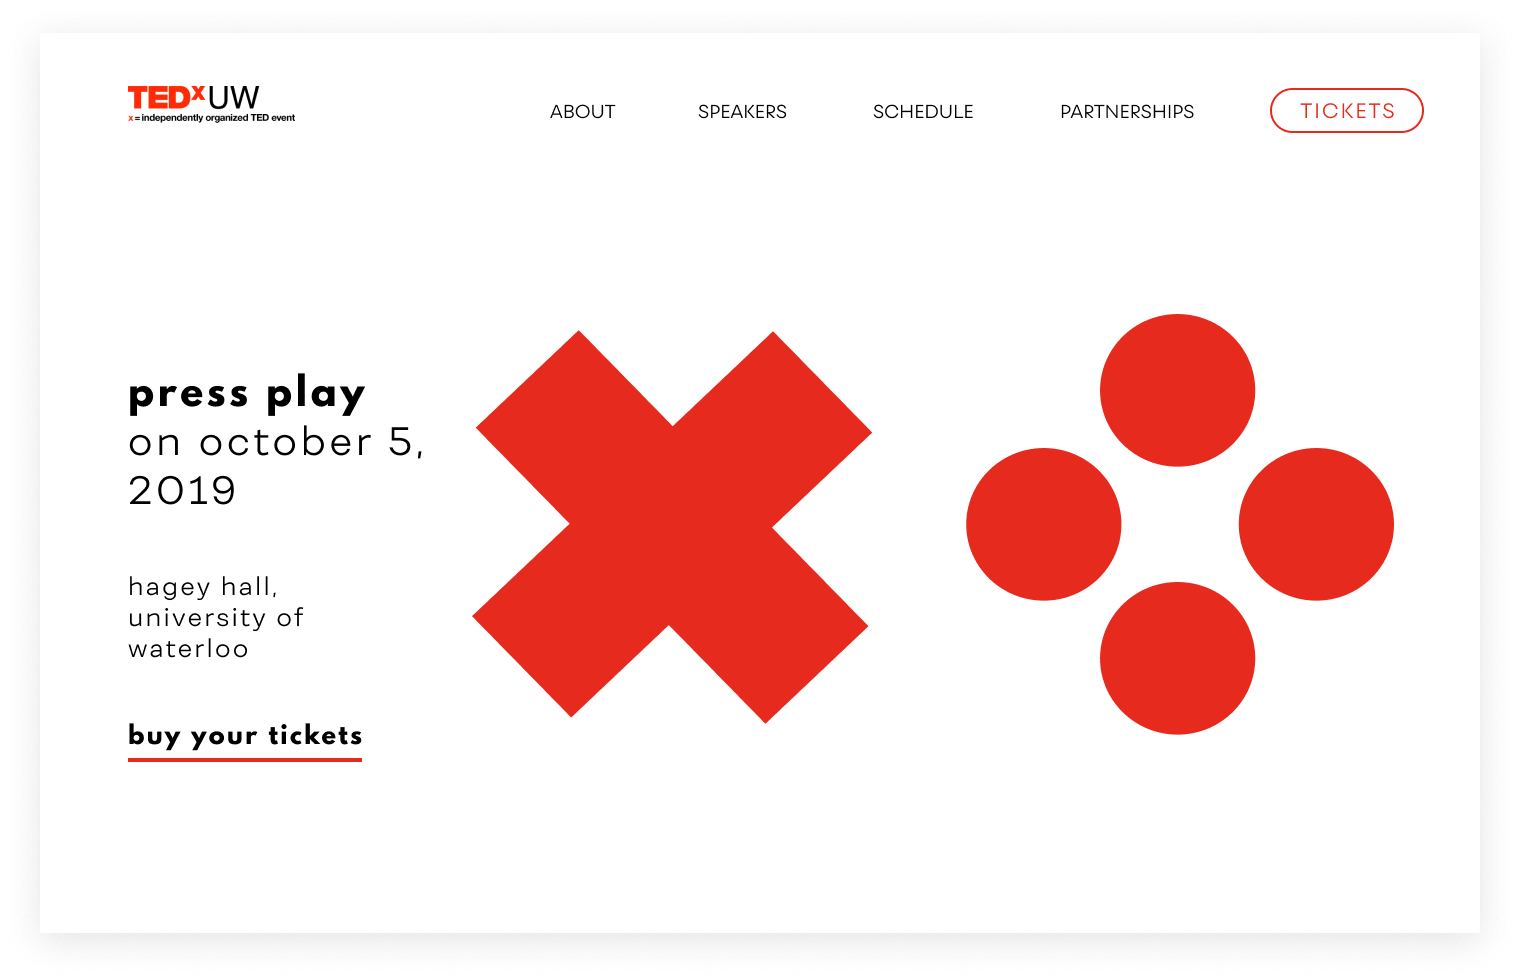 TEDxUW
x = independently organized TED event
ABOUT
SPEAKERS
SCHEDULE
PARTNERSHIPS
TICKETS
press play
on october 5,
2019
hagey hall,
university of
waterloo
buy your tickets